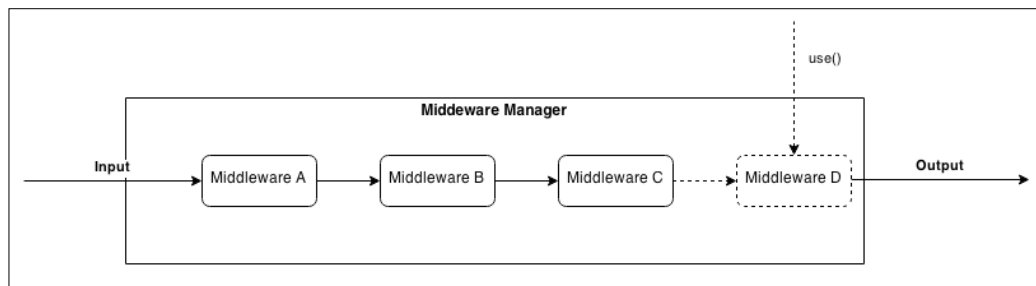 use()
Middeware Manager
Input
Middleware A
Middleware B
Middleware C
Middleware D
Output